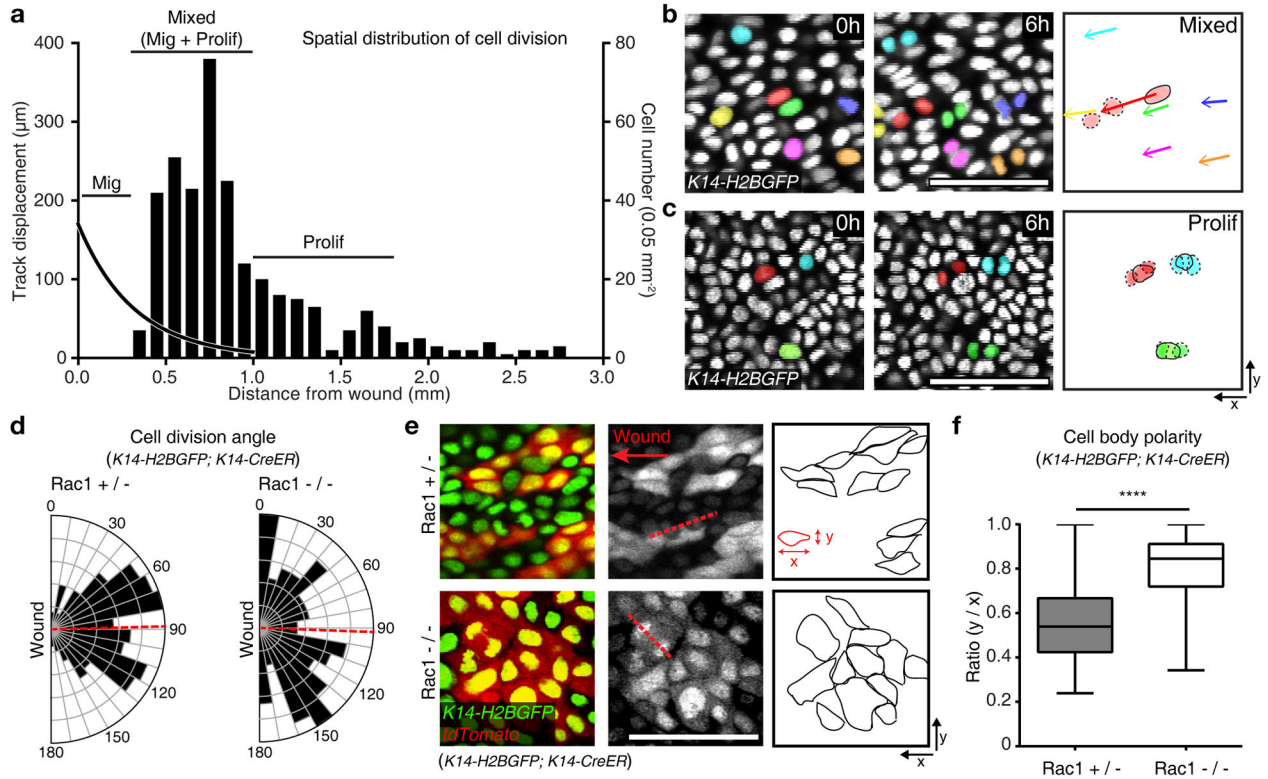 a
Mixed
(Mig + Prolif)
Spatial distribution of cell division
400
300
200
100
0
Track displacement (µm)
Mig
Prolif
80
60
40
20
0
Cell number (0.05 mm-2)
0.0
0.5
1.0
1.5
2.0
2.5
3.0
Distance from wound (mm)
b
0h
6h
Mixed
K14-H2BGFP
c
0h
6h
Prolif
K14-H2BGFP
y
x
d
Cell division angle
(K14-H2BGFP; K14-CreER)
Rac1 + / -
Rac1 - / -
0
30
60
90
120
150
180
Wound
0
30
60
90
120
150
180
Wound
e
Rac1 + / -
Wound
y
x
Rac1 - / -
K14-H2BGFP
tdTomato
(K14-H2BGFP; K14-CreER)
y
x
f
Cell body polarity
(K14-H2BGFP; K14-CreER)
****
1.0
0.8
0.6
0.4
0.2
0
Ratio (y / x)
Rac1 + / -
Rac1 - / -